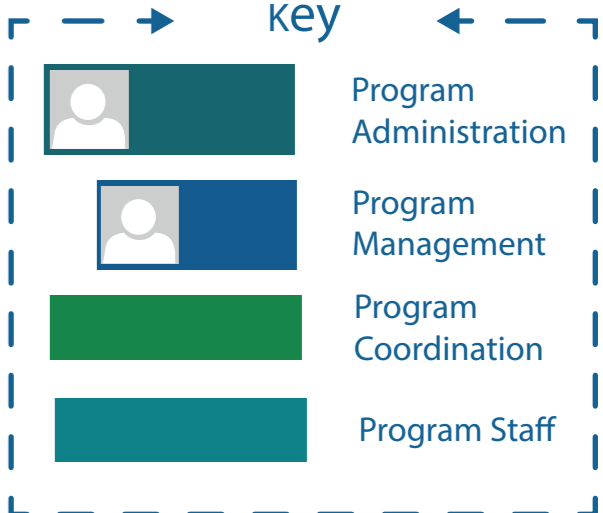 Key
Program
Administration
Program
Management
Program
Coordination
Program Staff